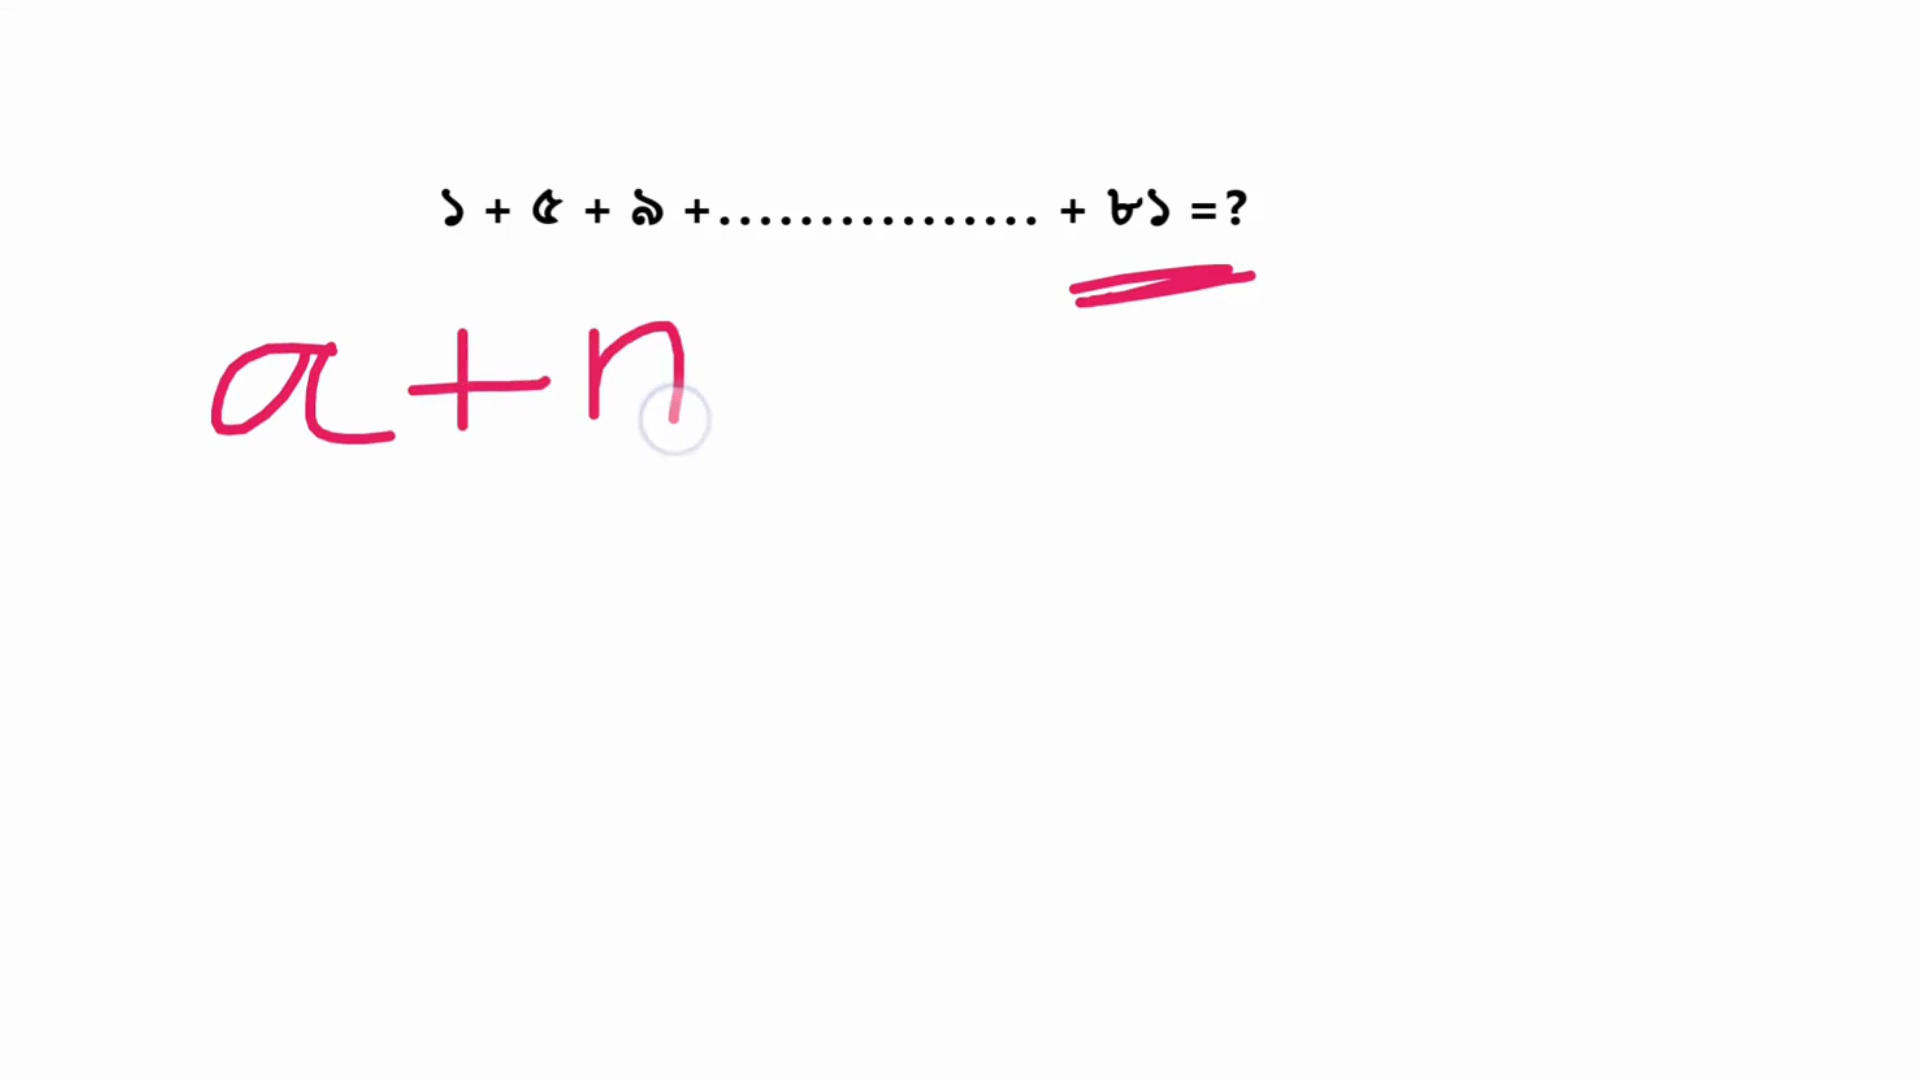 ১ + ৫ + ৯ +................ + ৮১ =?
a + n